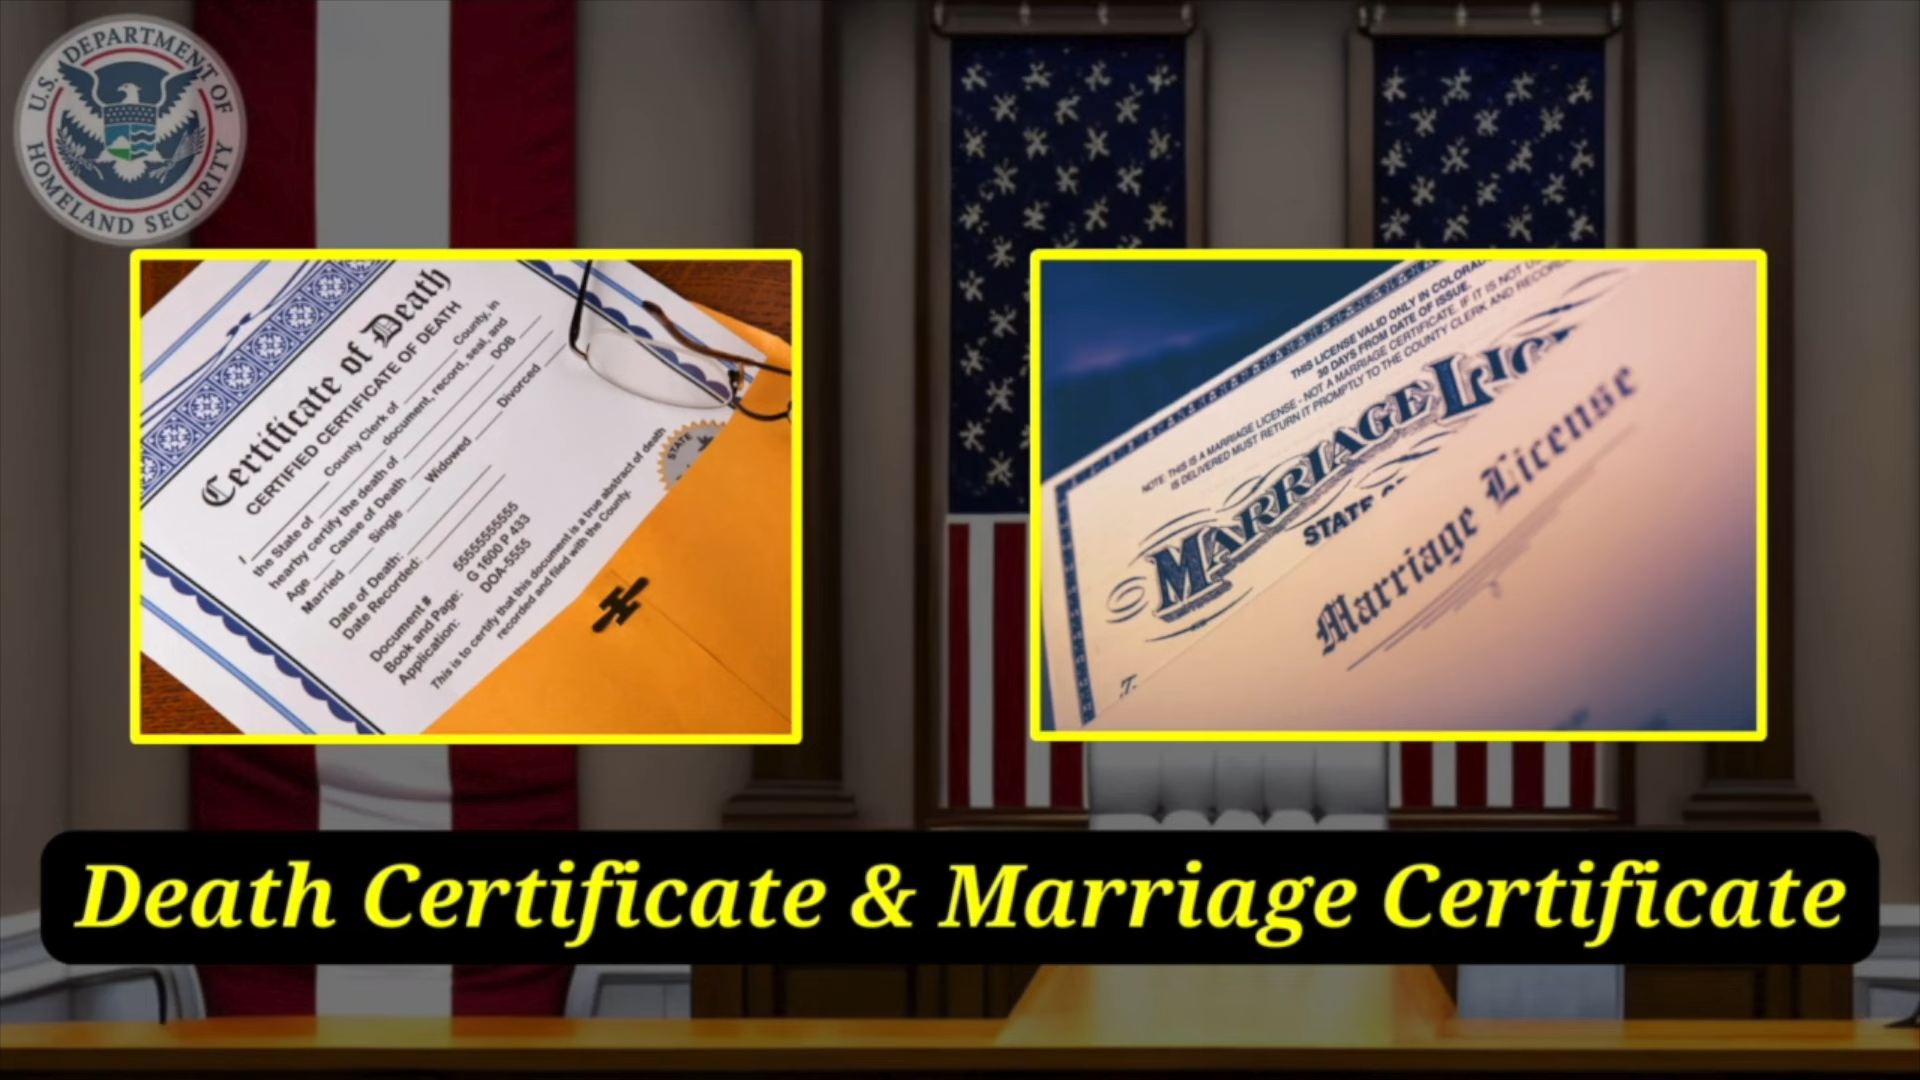 U.S. DEPARTMENT OF
HOMELAND SECURITY
Certificate of Death
CERTIFIED CERTIFICATE OF DEATH
I County Clerk of County, in
the State of document, record, seal, and
hearby certify the death of DOB
Age Cause of Death
Married Single Widowed Divorced
Date of Death:
Date Recorded:
Document # 55555555555
Book and Page: G 1600 P 433
Application: DOA-5555
This is to certify that this document is a true abstract of death
recorded and filed with the County.
STATE
THIS LICENSE VALID ONLY IN COLORAD
30 DAYS FROM DATE OF ISSUE.
NOTE: THIS IS A MARRIAGE LICENSE - NOT A MARRIAGE CERTIFICATE. IF IT IS NOT
IS DELIVERED MUST RETURN IT PROMPTLY TO THE COUNTY CLERK AND RECORD
MARRIAGE LIC
STATE
Marriage License
Death Certificate & Marriage Certificate